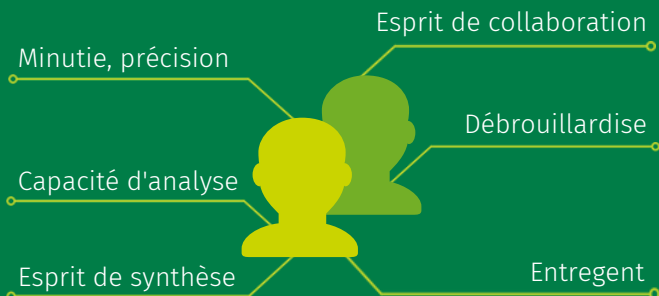 Esprit de collaboration
Minutie, précision
Débrouillardise
Capacité d'analyse
Esprit de synthèse
Entregent